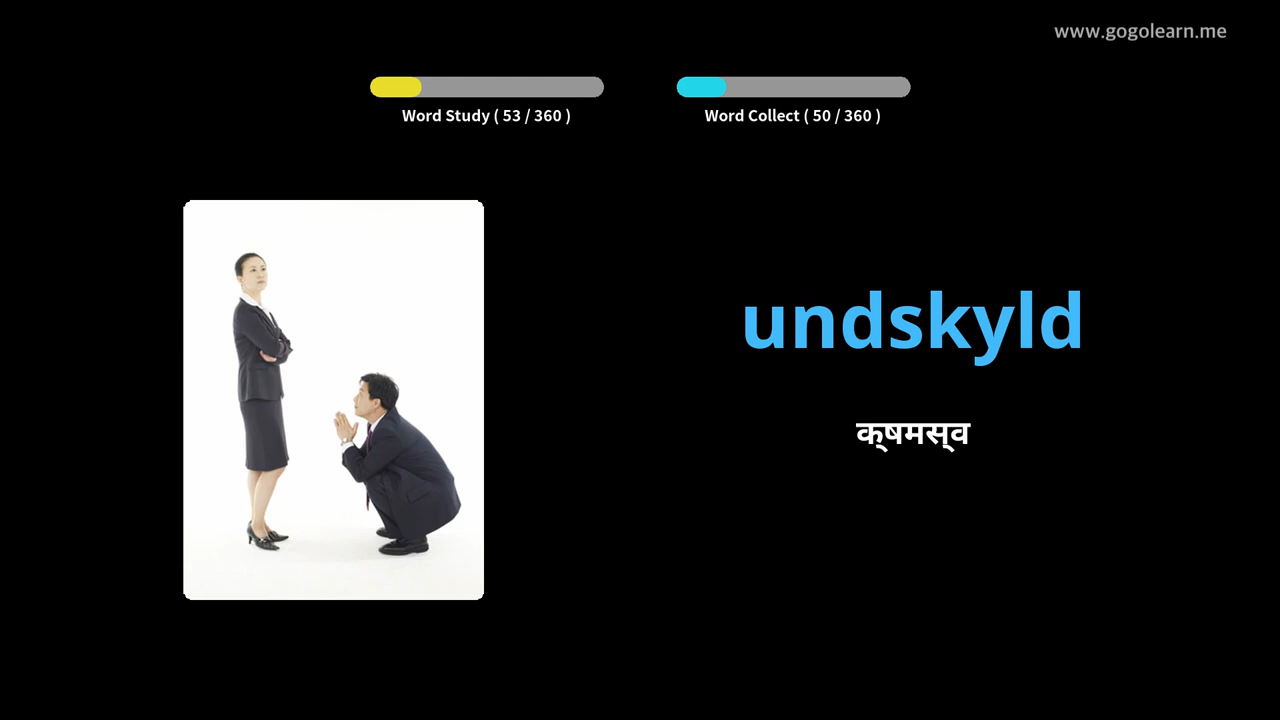 www.gogolearn.me
Word Study ( 53 / 360 )
Word Collect ( 50 / 360 )
undskyld
क्षमस्व